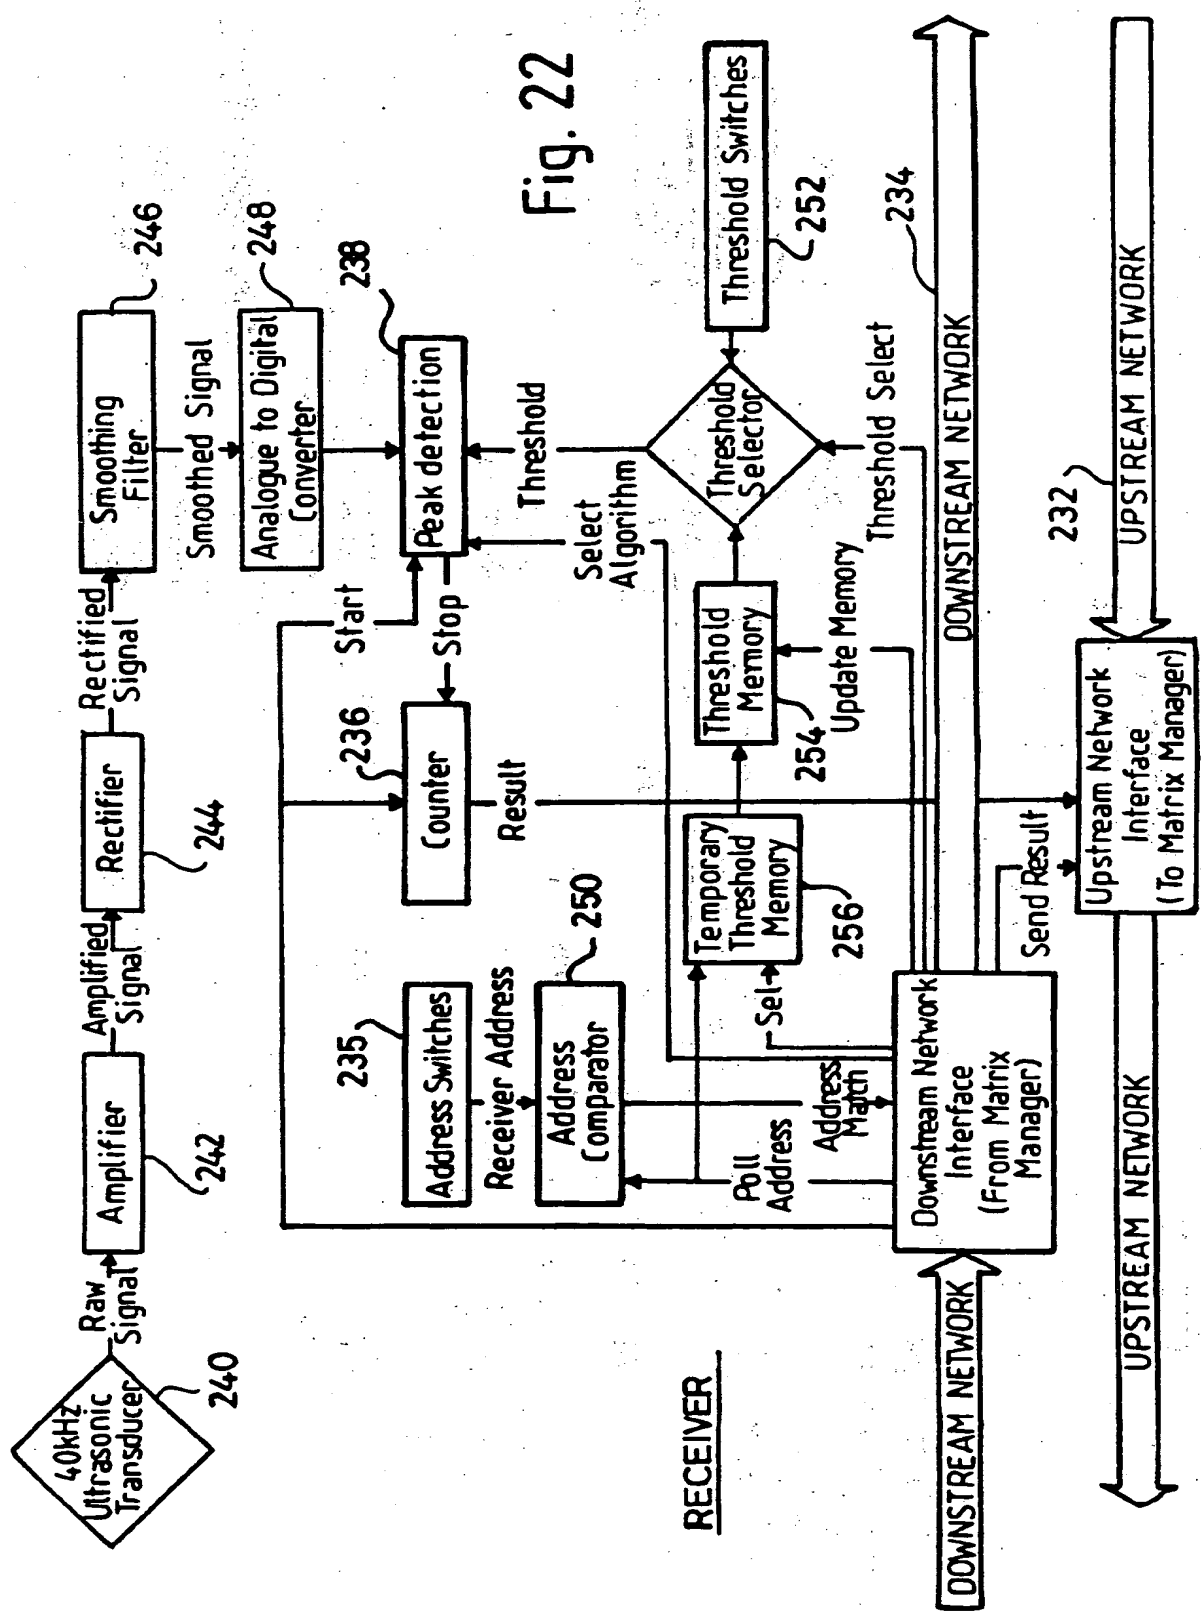 Fig. 22
RECEIVER
40kHz
Ultrasonic
Transducer
240
Raw
Signal
Amplifier
242
Amplified
Signal
Rectifier
244
Rectified
Signal
Smoothing
Filter
246
Smoothed Signal
Analogue to Digital
Converter
248
Start
Peak detection
238
Stop
Counter
236
Result
Address Switches
235
Receiver Address
Address
Comparator
250
Select
Algorithm
Threshold
Threshold
Selector
Threshold Switches
252
Threshold
Memory
254
Temporary
Threshold
Memory
256
Sel
Poll
Address
Address
Match
Update Memory
Threshold Select
DOWNSTREAM NETWORK
Downstream Network
Interface
(From Matrix
Manager)
DOWNSTREAM NETWORK
234
Send Result
UPSTREAM NETWORK
Upstream Network
Interface
(To Matrix Manager)
UPSTREAM NETWORK
232